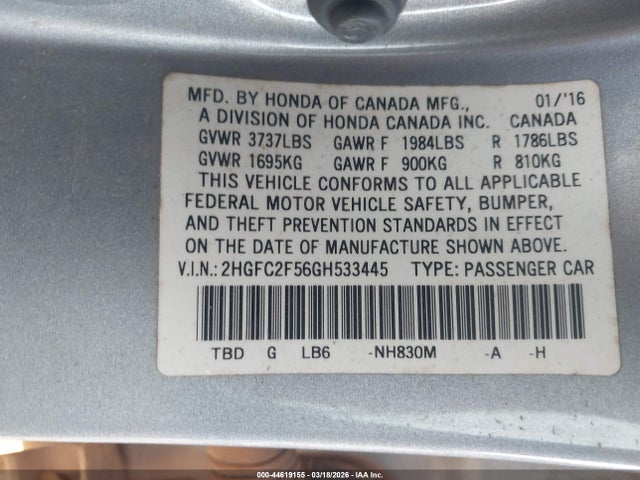 MFD. BY HONDA OF CANADA MFG., 01/'16
A DIVISION OF HONDA CANADA INC. CANADA
GVWR 3737LBS GAWR F 1984LBS R 1786LBS
GVWR 1695KG GAWR F 900KG R 810KG
THIS VEHICLE CONFORMS TO ALL APPLICABLE
FEDERAL MOTOR VEHICLE SAFETY, BUMPER,
AND THEFT PREVENTION STANDARDS IN EFFECT
ON THE DATE OF MANUFACTURE SHOWN ABOVE.
V.I.N.: 2HGFC2F56GH533445 TYPE: PASSENGER CAR
TBD G LB6 -NH830M -A -H
000-44619155 | 03/18/2026 | IAA Inc.